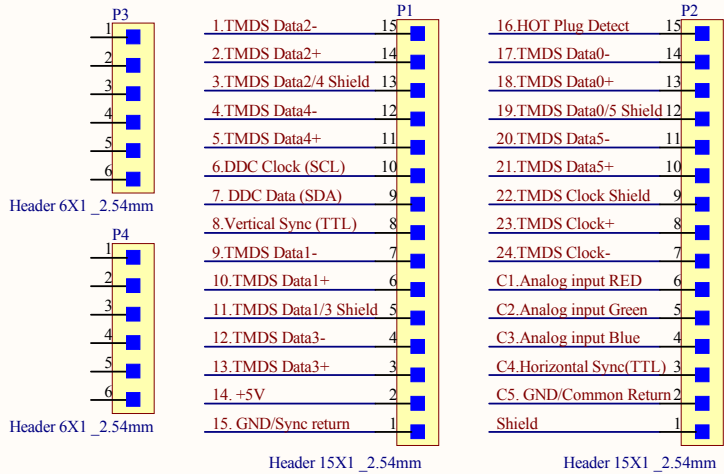 P3
1
2
3
4
5
6
Header 6X1 _2.54mm
P4
1
2
3
4
5
6
Header 6X1 _2.54mm
P1
1.TMDS Data2- 15
2.TMDS Data2+ 14
3.TMDS Data2/4 Shield 13
4.TMDS Data4- 12
5.TMDS Data4+ 11
6.DDC Clock (SCL) 10
7. DDC Data (SDA) 9
8.Vertical Sync (TTL) 8
9.TMDS Data1- 7
10.TMDS Data1+ 6
11.TMDS Data1/3 Shield 5
12.TMDS Data3- 4
13.TMDS Data3+ 3
14. +5V 2
15. GND/Sync return 1
Header 15X1 _2.54mm
P2
16.HOT Plug Detect 15
17.TMDS Data0- 14
18.TMDS Data0+ 13
19.TMDS Data0/5 Shield 12
20.TMDS Data5- 11
21.TMDS Data5+ 10
22.TMDS Clock Shield 9
23.TMDS Clock+ 8
24.TMDS Clock- 7
C1.Analog input RED 6
C2.Analog input Green 5
C3.Analog input Blue 4
C4.Horizontal Sync(TTL) 3
C5. GND/Common Return 2
Shield 1
Header 15X1 _2.54mm